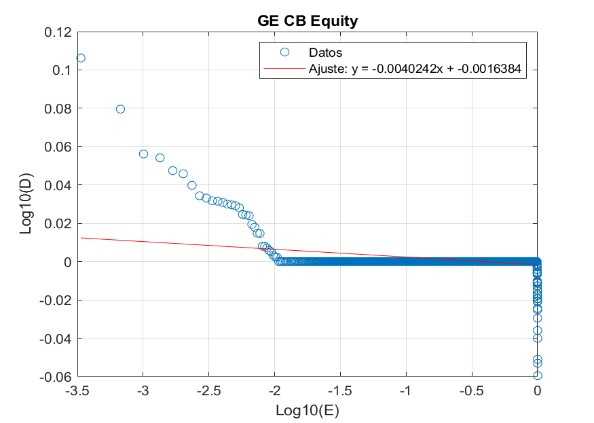 GE CB Equity
0.12
0.1
0.08
0.06
0.04
0.02
0
-0.02
-0.04
-0.06
Log10(D)
Datos
Ajuste: y = -0.0040242x + -0.0016384
-3.5 -3 -2.5 -2 -1.5 -1 -0.5 0
Log10(E)